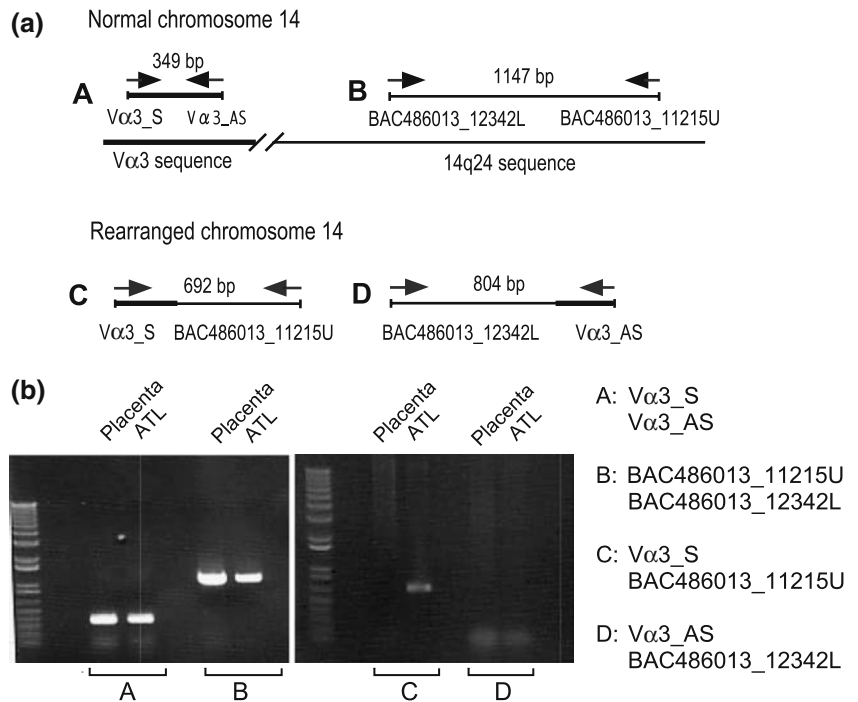 (a)
Normal chromosome 14
349 bp
1147 bp
A
B
Vα3_S
Vα3_AS
BAC486013_12342L
BAC486013_11215U
Vα3 sequence
14q24 sequence
Rearranged chromosome 14
C
692 bp
D
804 bp
Vα3_S
BAC486013_11215U
BAC486013_12342L
Vα3_AS
(b)
Placenta
ATL
Placenta
ATL
Placenta
ATL
Placenta
ATL
A
B
C
D
A: Vα3_S
Vα3_AS
B: BAC486013_11215U
BAC486013_12342L
C: Vα3_S
BAC486013_11215U
D: Vα3_AS
BAC486013_12342L